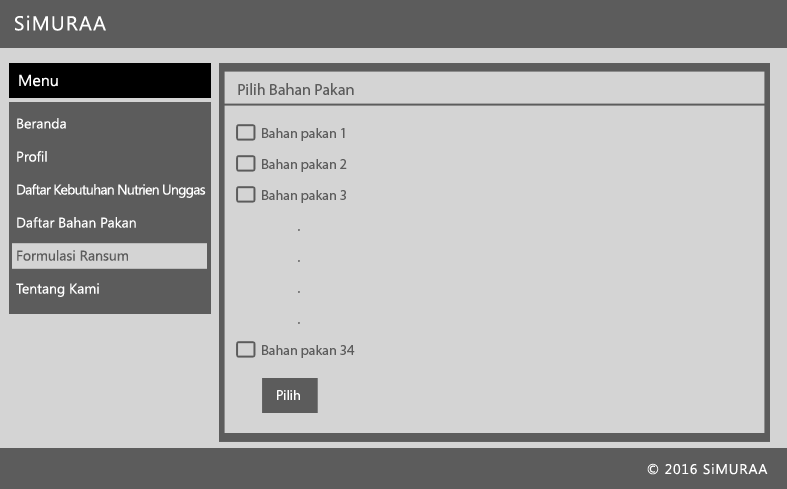 SiMURAA
Menu
Beranda
Profil
Daftar Kebutuhan Nutrien Unggas
Daftar Bahan Pakan
Formulasi Ransum
Tentang Kami
Pilih Bahan Pakan
Bahan pakan 1
Bahan pakan 2
Bahan pakan 3
.
.
.
.
Bahan pakan 34
Pilih
© 2016 SiMURAA